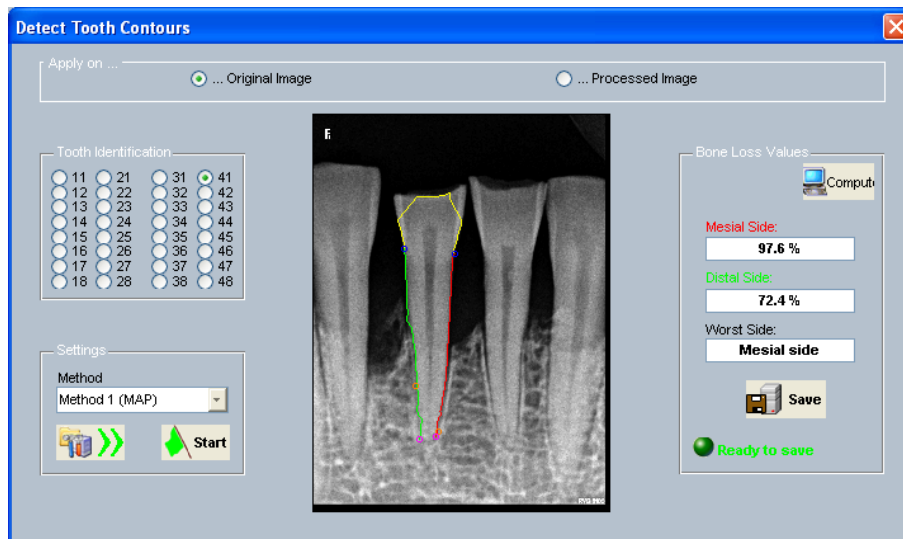 Detect Tooth Contours
Apply on ...
... Original Image
... Processed Image
Tooth Identification
11 21 31 41
12 22 32 42
13 23 33 43
14 24 34 44
15 25 35 45
16 26 36 46
17 27 37 47
18 28 38 48
Settings
Method
Method 1 (MAP)
Start
Bone Loss Values
Comput
Mesial Side:
97.6 %
Distal Side:
72.4 %
Worst Side:
Mesial side
Save
Ready to save